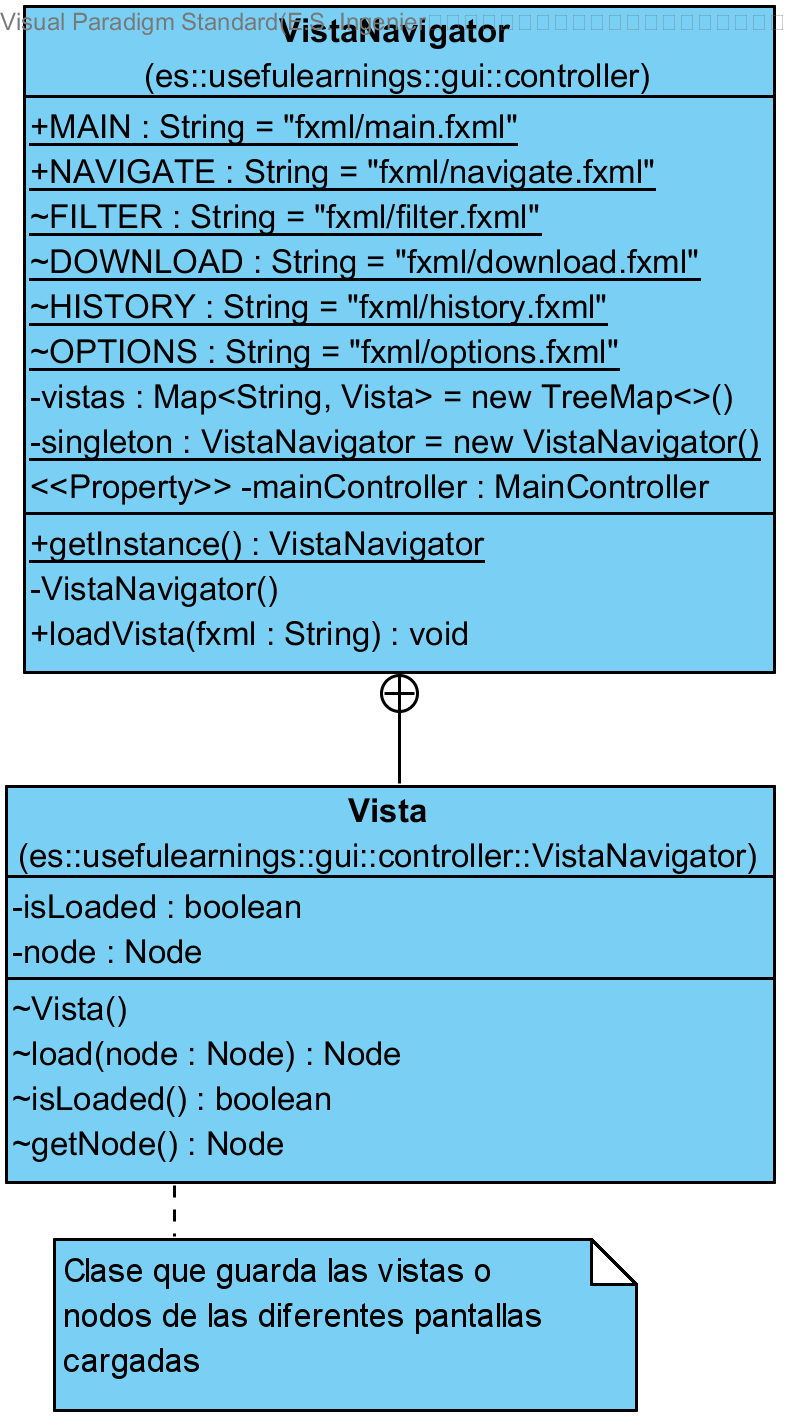 Visual Paradigm Standard(E.S. Ingenier
VistaNavigator
(es::usefulearnings::gui::controller)
+MAIN : String = "fxml/main.fxml"
+NAVIGATE : String = "fxml/navigate.fxml"
~FILTER : String = "fxml/filter.fxml"
~DOWNLOAD : String = "fxml/download.fxml"
~HISTORY : String = "fxml/history.fxml"
~OPTIONS : String = "fxml/options.fxml"
-vistas : Map<String, Vista> = new TreeMap<>()
-singleton : VistaNavigator = new VistaNavigator()
<<Property>> -mainController : MainController
+getInstance() : VistaNavigator
-VistaNavigator()
+loadVista(fxml : String) : void
Vista
(es::usefulearnings::gui::controller::VistaNavigator)
-isLoaded : boolean
-node : Node
~Vista()
~load(node : Node) : Node
~isLoaded() : boolean
~getNode() : Node
Clase que guarda las vistas o
nodos de las diferentes pantallas
cargadas